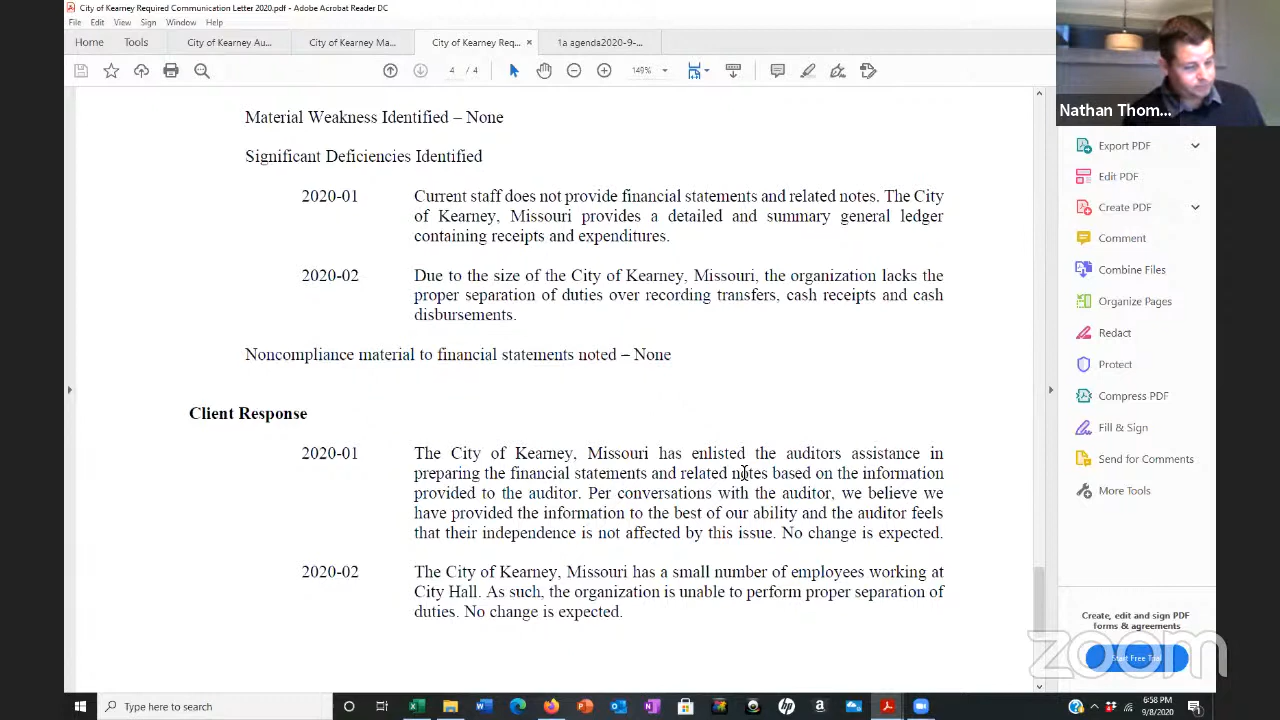 City of Kearney Required Communication Letter 2020.pdf - Adobe Acrobat Reader DC
File Edit View Sign Window Help
Home Tools City of Kearney Au... City of Kearney Ma... City of Kearney Req... × 1a agenda2020-9-...
4 / 4 149%
Nathan Thom...
Material Weakness Identified – None
Significant Deficiencies Identified
2020-01 Current staff does not provide financial statements and related notes. The City
of Kearney, Missouri provides a detailed and summary general ledger
containing receipts and expenditures.
2020-02 Due to the size of the City of Kearney, Missouri, the organization lacks the
proper separation of duties over recording transfers, cash receipts and cash
disbursements.
Noncompliance material to financial statements noted – None
Client Response
2020-01 The City of Kearney, Missouri has enlisted the auditors assistance in
preparing the financial statements and related notes based on the information
provided to the auditor. Per conversations with the auditor, we believe we
have provided the information to the best of our ability and the auditor feels
that their independence is not affected by this issue. No change is expected.
2020-02 The City of Kearney, Missouri has a small number of employees working at
City Hall. As such, the organization is unable to perform proper separation of
duties. No change is expected.
Export PDF
Edit PDF
Create PDF
Comment
Combine Files
Organize Pages
Redact
Protect
Compress PDF
Fill & Sign
Send for Comments
More Tools
Create, edit and sign PDF
forms & agreements
Start Free Trial
zoom
Type here to search
6:58 PM
9/8/2020